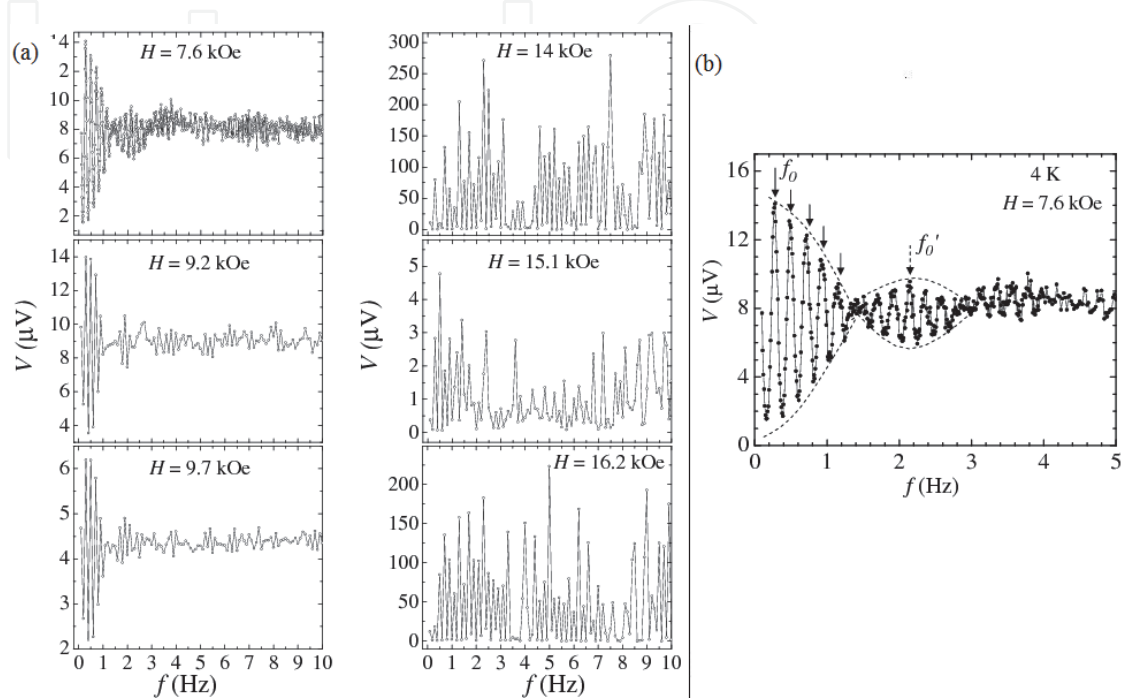 (a)
H = 7.6 kOe
4
2
10
8
6
4
2
H = 9.2 kOe
14
12
10
8
6
4
H = 9.7 kOe
6
5
4
3
2
V (μV)
0 1 2 3 4 5 6 7 8 9 10
f (Hz)
H = 14 kOe
300
250
200
150
100
50
0
H = 15.1 kOe
5
4
3
2
1
0
H = 16.2 kOe
200
150
100
50
0
V (μV)
0 1 2 3 4 5 6 7 8 9 10
f (Hz)
(b)
16
12
8
4
0
V (μV)
f0
4 K
H = 7.6 kOe
f0'
0 1 2 3 4 5
f (Hz)